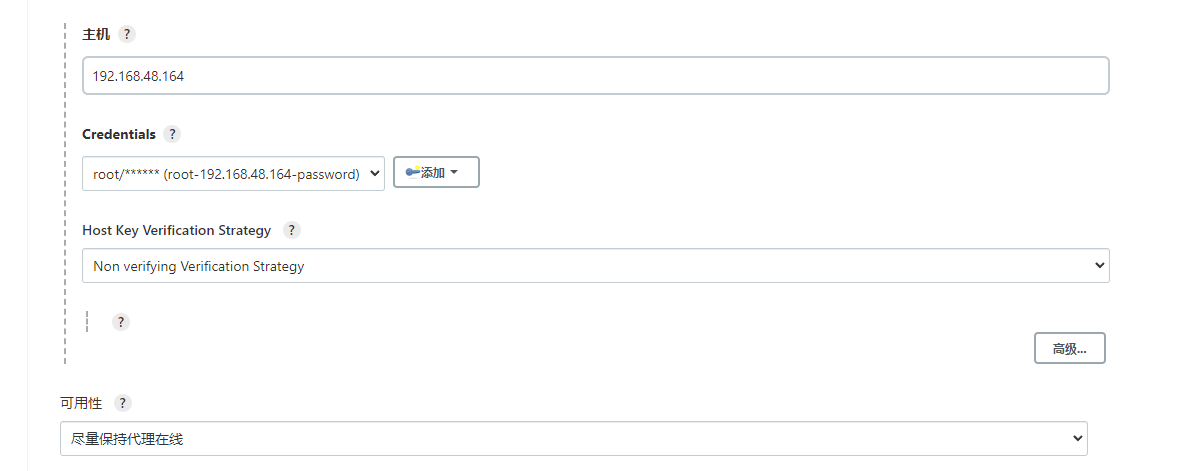 主机 ?
192.168.48.164
Credentials ?
root/****** (root-192.168.48.164-password) 添加
Host Key Verification Strategy ?
Non verifying Verification Strategy
?
高级...
可用性 ?
尽量保持代理在线